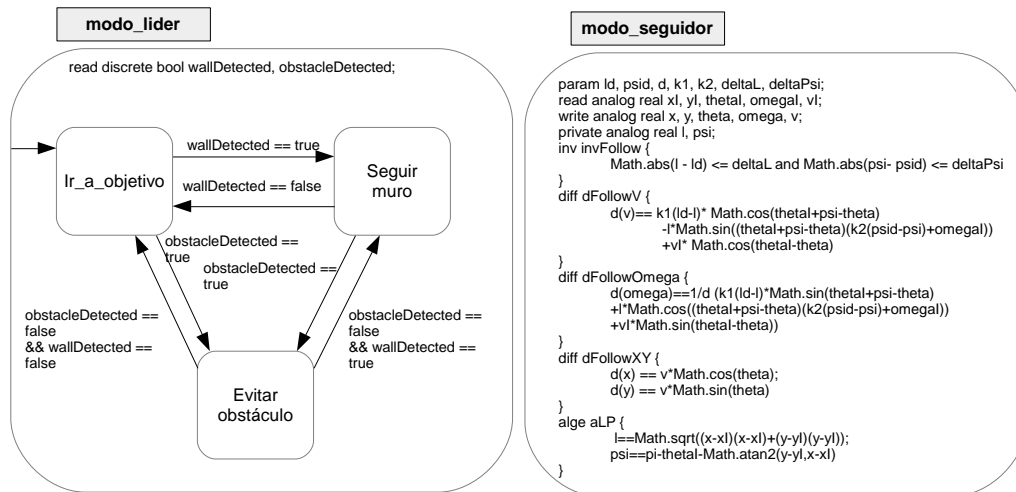 modo_lider
read discrete bool wallDetected, obstacleDetected;
Ir_a_objetivo
wallDetected == true
wallDetected == false
Seguir
muro
obstacleDetected ==
true
obstacleDetected ==
true
obstacleDetected ==
false
&& wallDetected ==
false
obstacleDetected ==
false
&& wallDetected ==
true
Evitar
obstáculo
modo_seguidor
param ld, psid, d, k1, k2, deltaL, deltaPsi;
read analog real xl, yl, thetal, omegal, vl;
write analog real x, y, theta, omega, v;
private analog real l, psi;
inv invFollow {
Math.abs(l - ld) <= deltaL and Math.abs(psi- psid) <= deltaPsi
}
diff dFollowV {
d(v)== k1(ld-l)* Math.cos(thetal+psi-theta)
-l*Math.sin((thetal+psi-theta)(k2(psid-psi)+omegal))
+vl* Math.cos(thetal-theta)
}
diff dFollowOmega {
d(omega)==1/d (k1(ld-l)*Math.sin(thetal+psi-theta)
+l*Math.cos((thetal+psi-theta)(k2(psid-psi)+omegal))
+vl*Math.sin(thetal-theta))
}
diff dFollowXY {
d(x) == v*Math.cos(theta);
d(y) == v*Math.sin(theta)
}
alge aLP {
l==Math.sqrt((x-xl)(x-xl)+(y-yl)(y-yl));
psi==pi-thetal-Math.atan2(y-yl,x-xl)
}